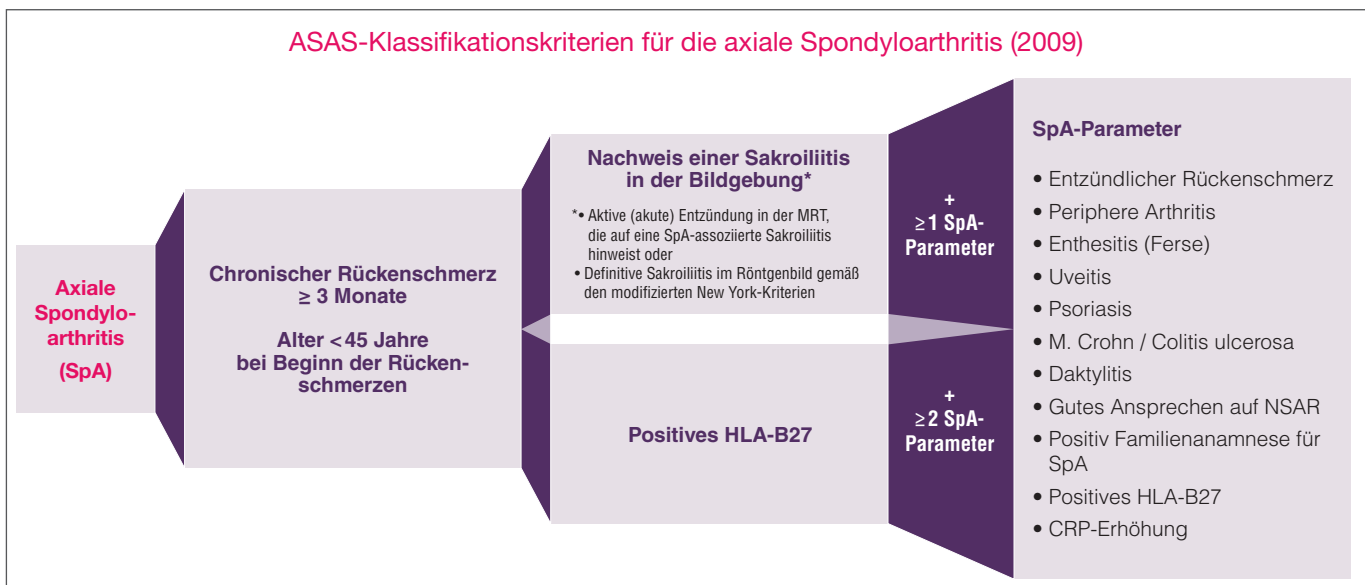 ASAS-Klassifikationskriterien für die axiale Spondyloarthritis (2009)
Axiale
Spondylo-
arthritis
(SpA)
Chronischer Rückenschmerz
≥ 3 Monate
Alter < 45 Jahre
bei Beginn der Rücken-
schmerzen
Nachweis einer Sakroiliitis
in der Bildgebung*
*• Aktive (akute) Entzündung in der MRT,
die auf eine SpA-assoziierte Sakroiliitis
hinweist oder
• Definitive Sakroiliitis im Röntgenbild gemäß
den modifizierten New York-Kriterien
Positives HLA-B27
+
≥ 1 SpA-
Parameter
+
≥ 2 SpA-
Parameter
SpA-Parameter
• Entzündlicher Rückenschmerz
• Periphere Arthritis
• Enthesitis (Ferse)
• Uveitis
• Psoriasis
• M. Crohn / Colitis ulcerosa
• Daktylitis
• Gutes Ansprechen auf NSAR
• Positiv Familienanamnese für
SpA
• Positives HLA-B27
• CRP-Erhöhung